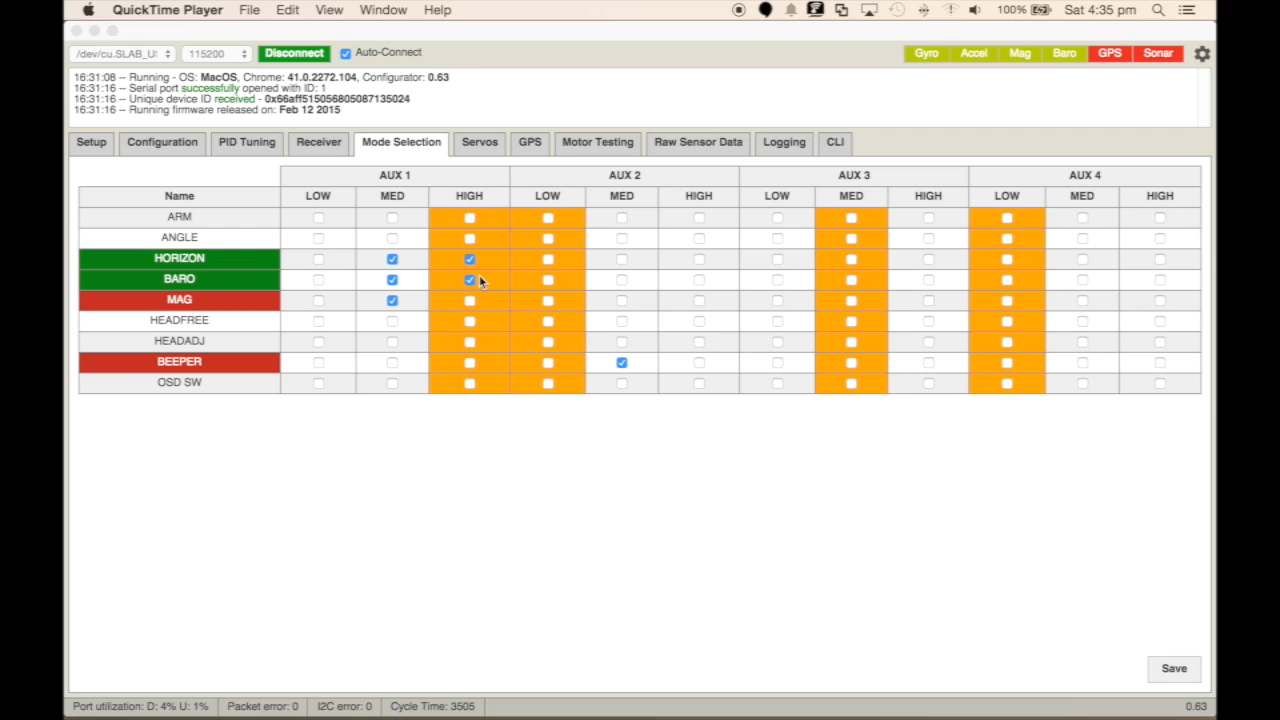 QuickTime Player File Edit View Window Help 100% Sat 4:35 pm
115200 Disconnect Auto-Connect Gyro Accel Mag Baro GPS Sonar
16:31:08 -- Running - OS: MacOS, Chrome: 41.0.2272.104, Configurator: 0.63
16:31:16 -- Serial port successfully opened with ID: 1
16:31:16 -- Unique device ID received - 0x66aff515056805087135024
16:31:16 -- Running firmware released on: Feb 12 2015
Setup Configuration PID Tuning Receiver Mode Selection Servos GPS Motor Testing Raw Sensor Data Logging CLI
AUX 1 AUX 2 AUX 3 AUX 4
Name LOW MED HIGH LOW MED HIGH LOW MED HIGH LOW MED HIGH
ARM
ANGLE
HORIZON
BARO
MAG
HEADFREE
HEADADJ
BEEPER
OSD SW
Save
Port utilization: D: 4% U: 1% Packet error: 0 I2C error: 0 Cycle Time: 3505 0.63